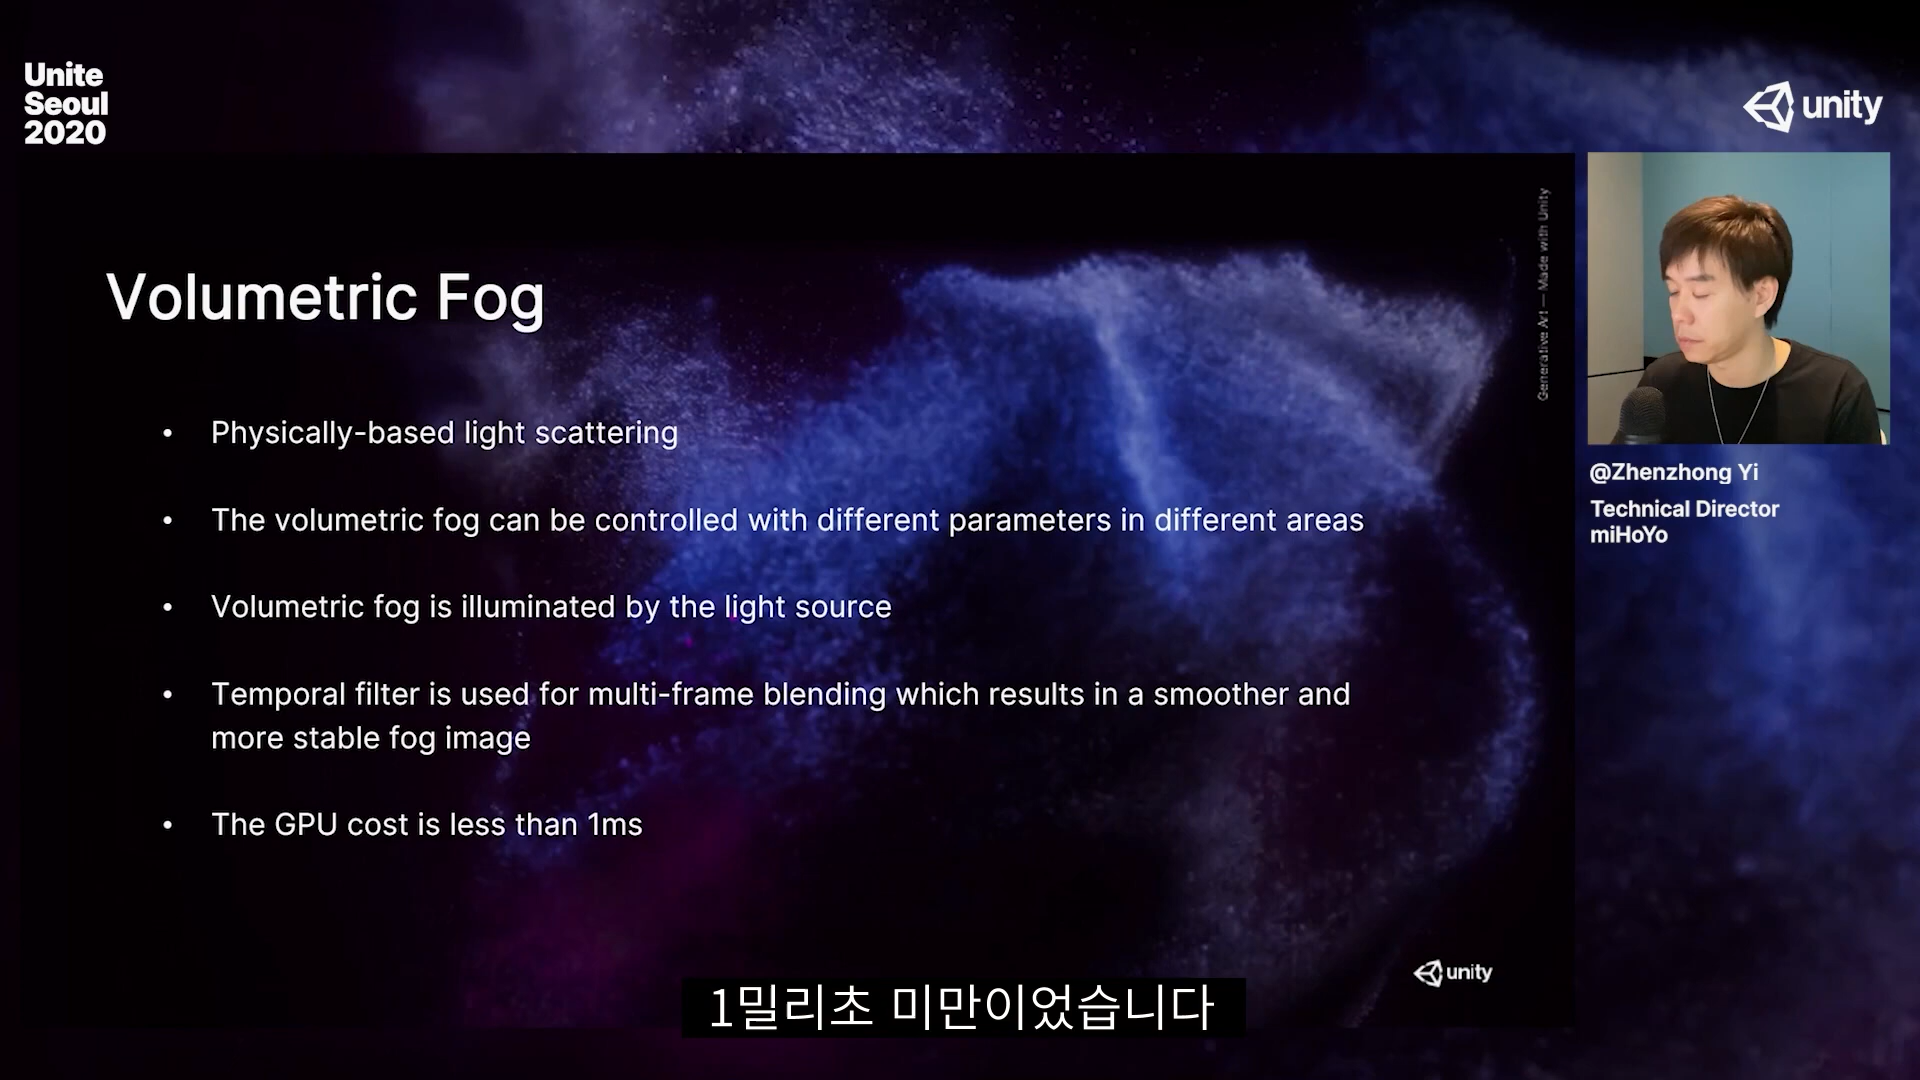 Unite
Seoul
2020
unity
Generative Art — Made with Unity
Volumetric Fog
• Physically-based light scattering
• The volumetric fog can be controlled with different parameters in different areas
• Volumetric fog is illuminated by the light source
• Temporal filter is used for multi-frame blending which results in a smoother and
more stable fog image
• The GPU cost is less than 1ms
@Zhenzhong Yi
Technical Director
miHoYo
unity
1밀리초 미만이었습니다